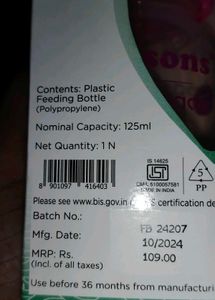 sons
Contents: Plastic
Feeding Bottle
(Polypropylene)
Nominal Capacity: 125ml
Net Quantity: 1 N
IS 14625
8 901097 416403
CM/L 5100057581
MADE IN INDIA
5
PP
Please see www.bis.gov.in certification de
Batch No.: FB 24207
Mfg. Date: 10/2024
MRP: Rs. 109.00
(Incl. of all taxes)
Use before 36 months from manufacturi